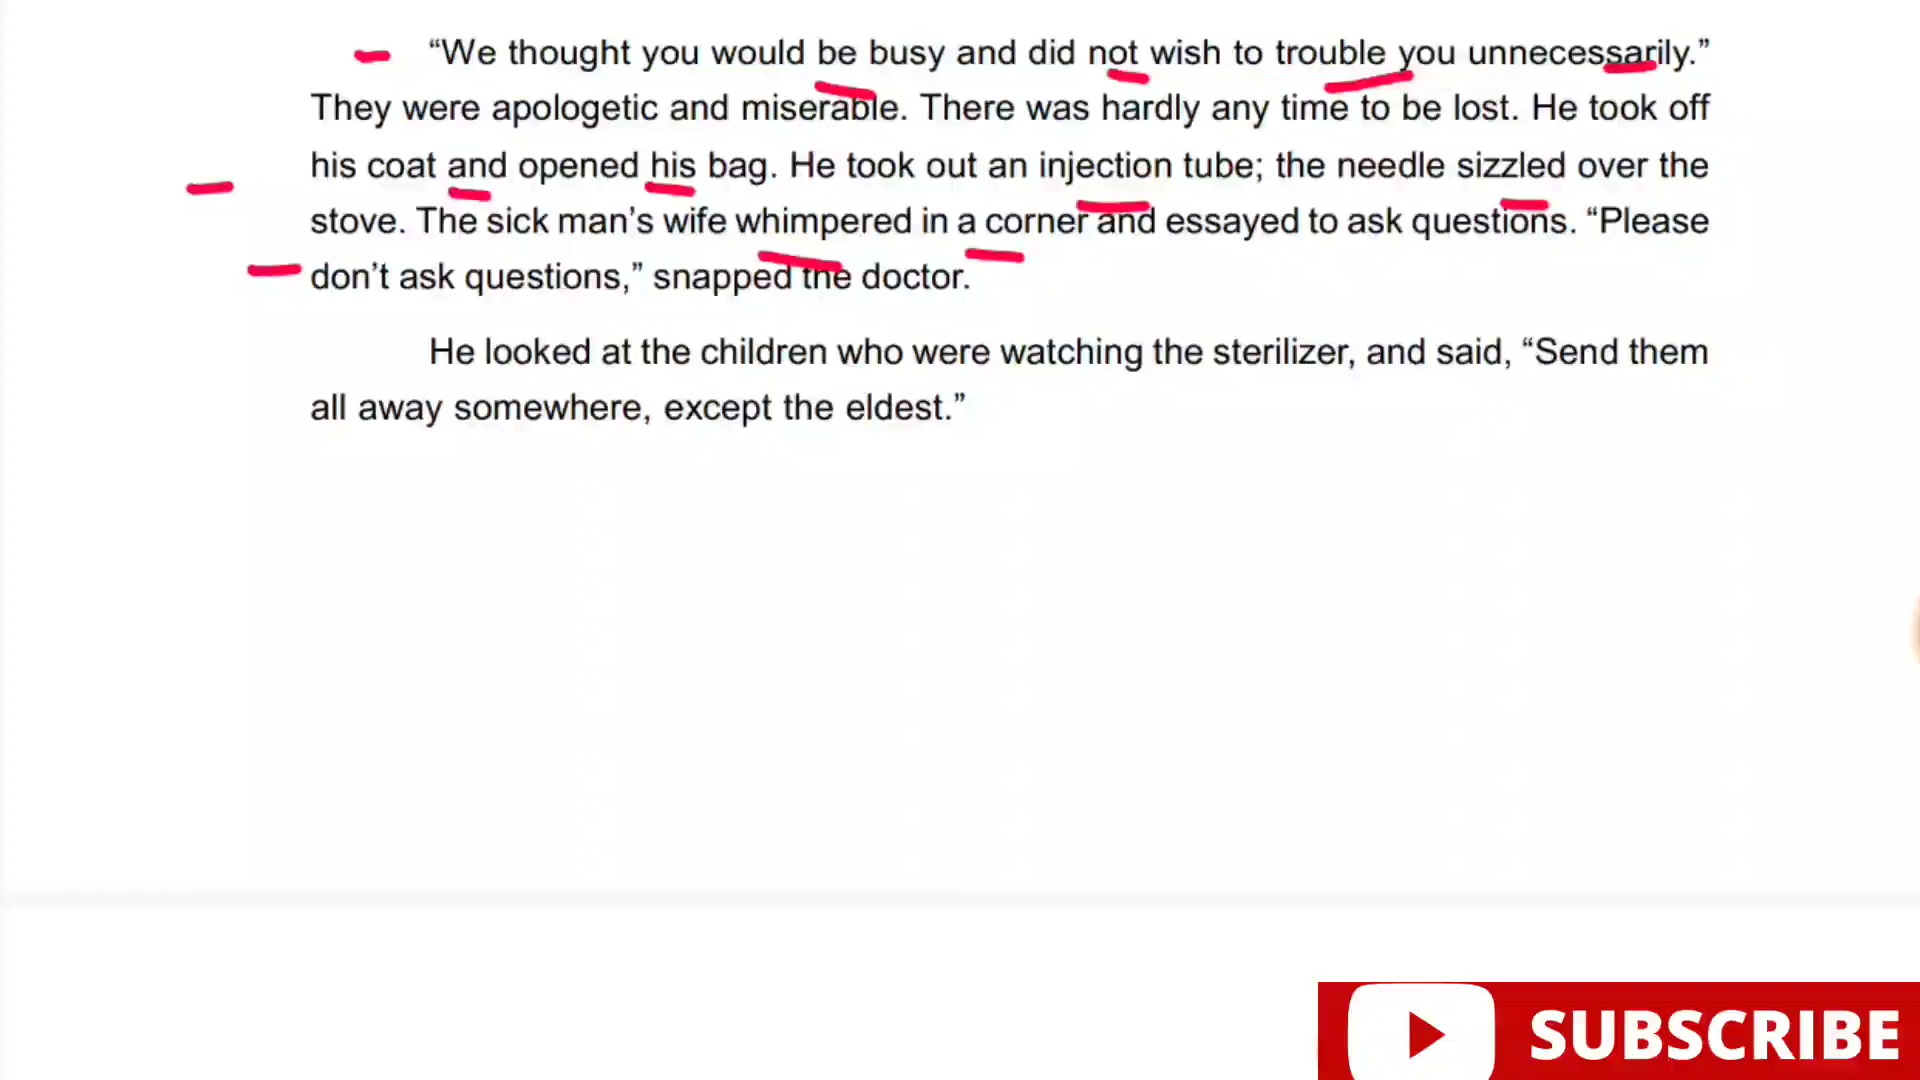 “We thought you would be busy and did not wish to trouble you unnecessarily.”
They were apologetic and miserable. There was hardly any time to be lost. He took off
his coat and opened his bag. He took out an injection tube; the needle sizzled over the
stove. The sick man’s wife whimpered in a corner and essayed to ask questions. “Please
don’t ask questions,” snapped the doctor.
He looked at the children who were watching the sterilizer, and said, “Send them
all away somewhere, except the eldest.”
SUBSCRIBE